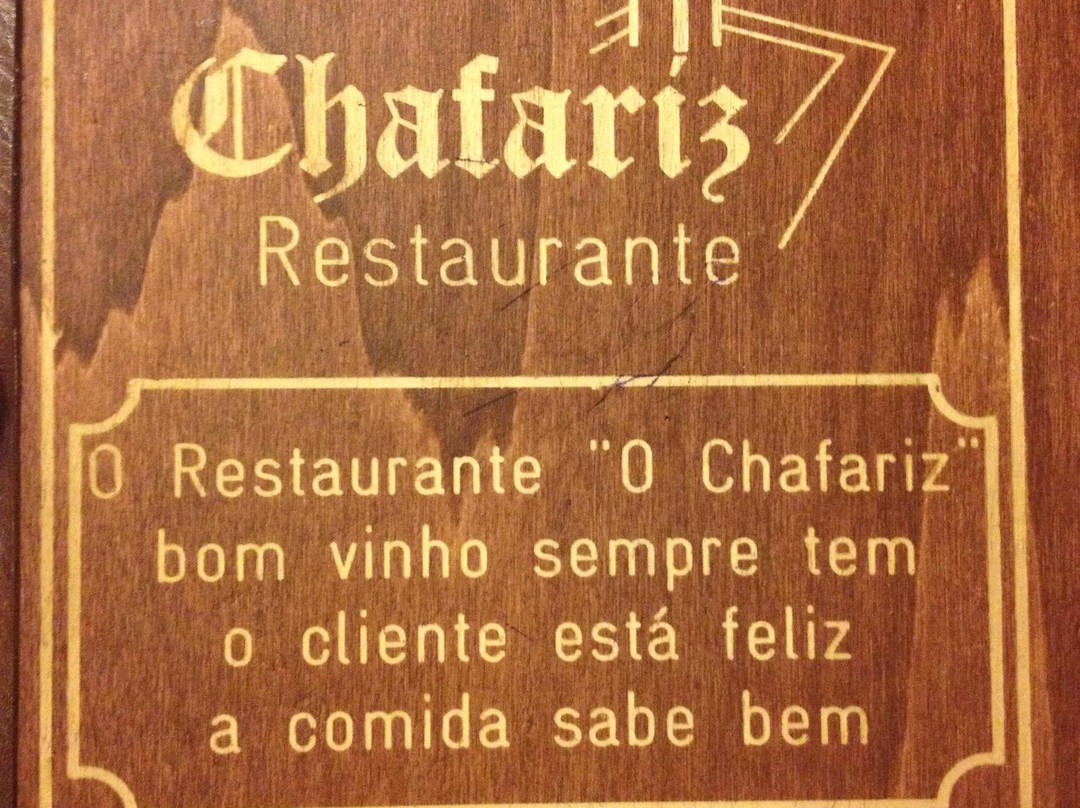 Chafariz
Restaurante
O Restaurante "O Chafariz"
bom vinho sempre tem
o cliente está feliz
a comida sabe bem